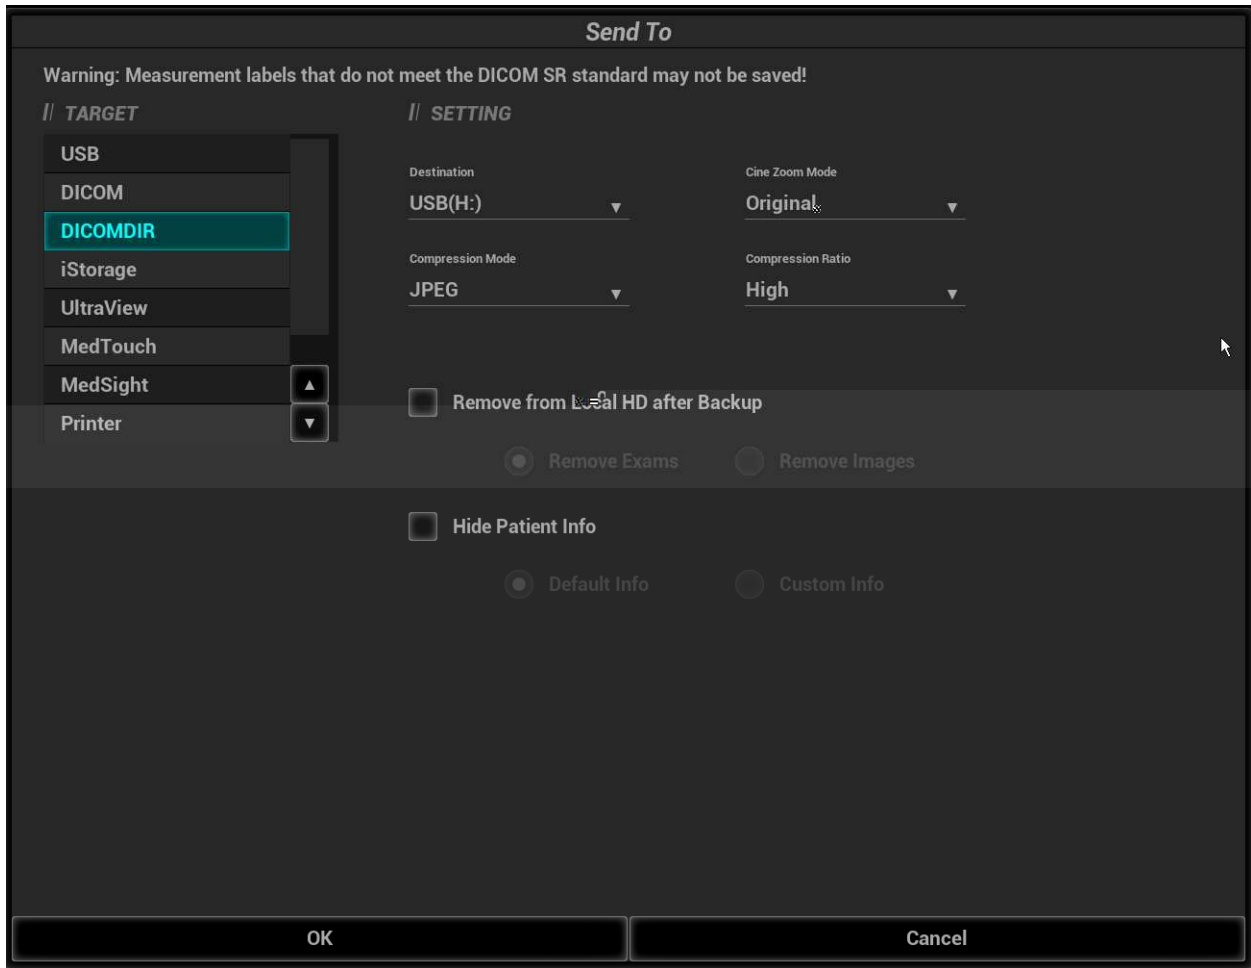 Send To
Warning: Measurement labels that do not meet the DICOM SR standard may not be saved!
TARGET
USB
DICOM
DICOMDIR
iStorage
UltraView
MedTouch
MedSight
Printer
SETTING
Destination
USB(H:)
Cine Zoom Mode
Original
Compression Mode
JPEG
Compression Ratio
High
Remove from Local HD after Backup
Remove Exams
Remove Images
Hide Patient Info
Default Info
Custom Info
OK
Cancel